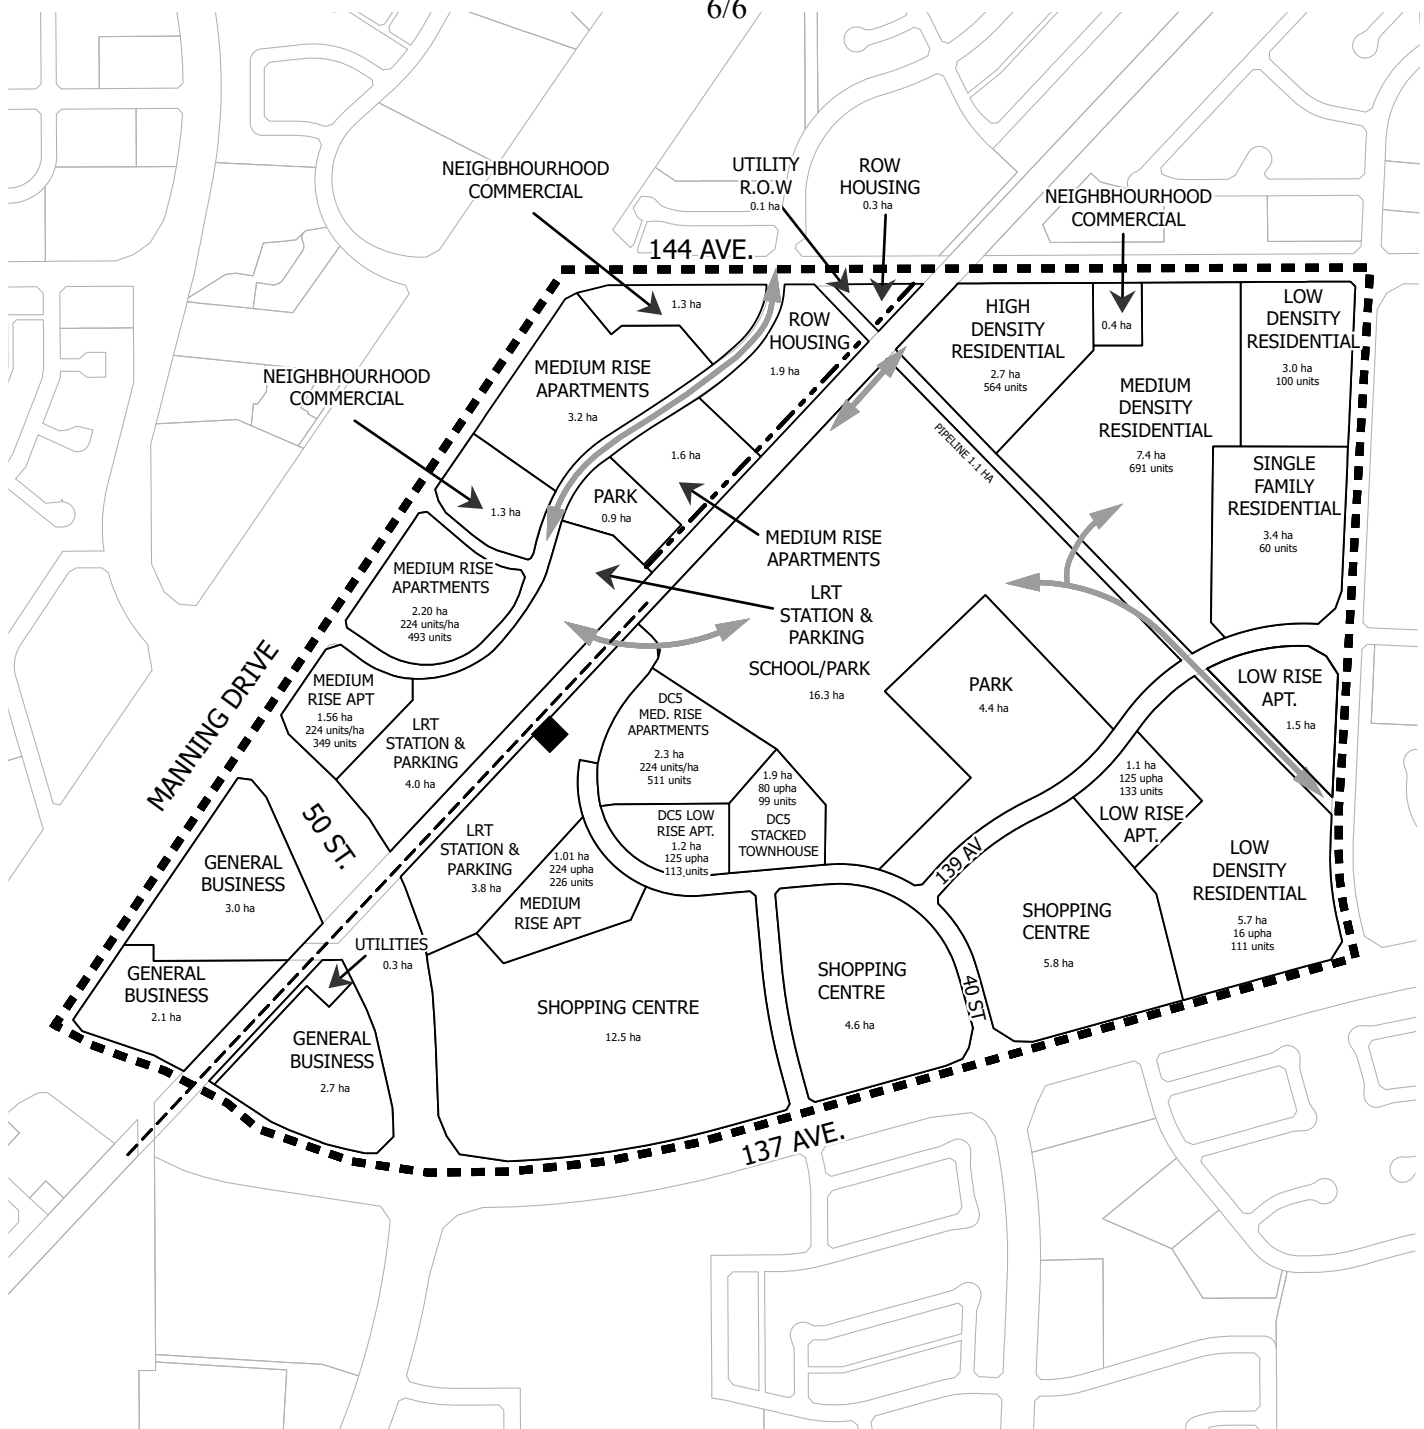 6/6
NEIGHBHOURHOOD
COMMERCIAL
UTILITY
R.O.W
0.1 ha
ROW
HOUSING
0.3 ha
NEIGHBHOURHOOD
COMMERCIAL
144 AVE.
1.3 ha
ROW
HOUSING
1.9 ha
HIGH
DENSITY
RESIDENTIAL
2.7 ha
564 units
0.4 ha
LOW
DENSITY
RESIDENTIAL
3.0 ha
100 units
NEIGHBHOURHOOD
COMMERCIAL
MEDIUM RISE
APARTMENTS
3.2 ha
MEDIUM
DENSITY
RESIDENTIAL
7.4 ha
691 units
PIPELINE 1.1 HA
1.6 ha
SINGLE
FAMILY
RESIDENTIAL
3.4 ha
60 units
1.3 ha
PARK
0.9 ha
MEDIUM RISE
APARTMENTS
MEDIUM RISE
APARTMENTS
2.20 ha
224 units/ha
493 units
LRT
STATION &
PARKING
MANNING DRIVE
SCHOOL/PARK
16.3 ha
PARK
4.4 ha
LOW RISE
APT.
1.5 ha
MEDIUM
RISE APT
1.56 ha
224 units/ha
349 units
LRT
STATION &
PARKING
4.0 ha
DC5
MED. RISE
APARTMENTS
2.3 ha
224 units/ha
511 units
1.9 ha
80 upha
99 units
DC5
STACKED
TOWNHOUSE
1.1 ha
125 upha
133 units
LOW RISE
APT.
50 ST.
DC5 LOW
RISE APT.
1.2 ha
125 upha
113 units
LRT
STATION &
PARKING
3.8 ha
1.01 ha
224 upha
226 units
MEDIUM
RISE APT
139 AV
LOW
DENSITY
RESIDENTIAL
5.7 ha
16 upha
111 units
GENERAL
BUSINESS
3.0 ha
SHOPPING
CENTRE
5.8 ha
UTILITIES
0.3 ha
GENERAL
BUSINESS
2.1 ha
SHOPPING CENTRE
12.5 ha
SHOPPING
CENTRE
4.6 ha
40 ST
GENERAL
BUSINESS
2.7 ha
137 AVE.